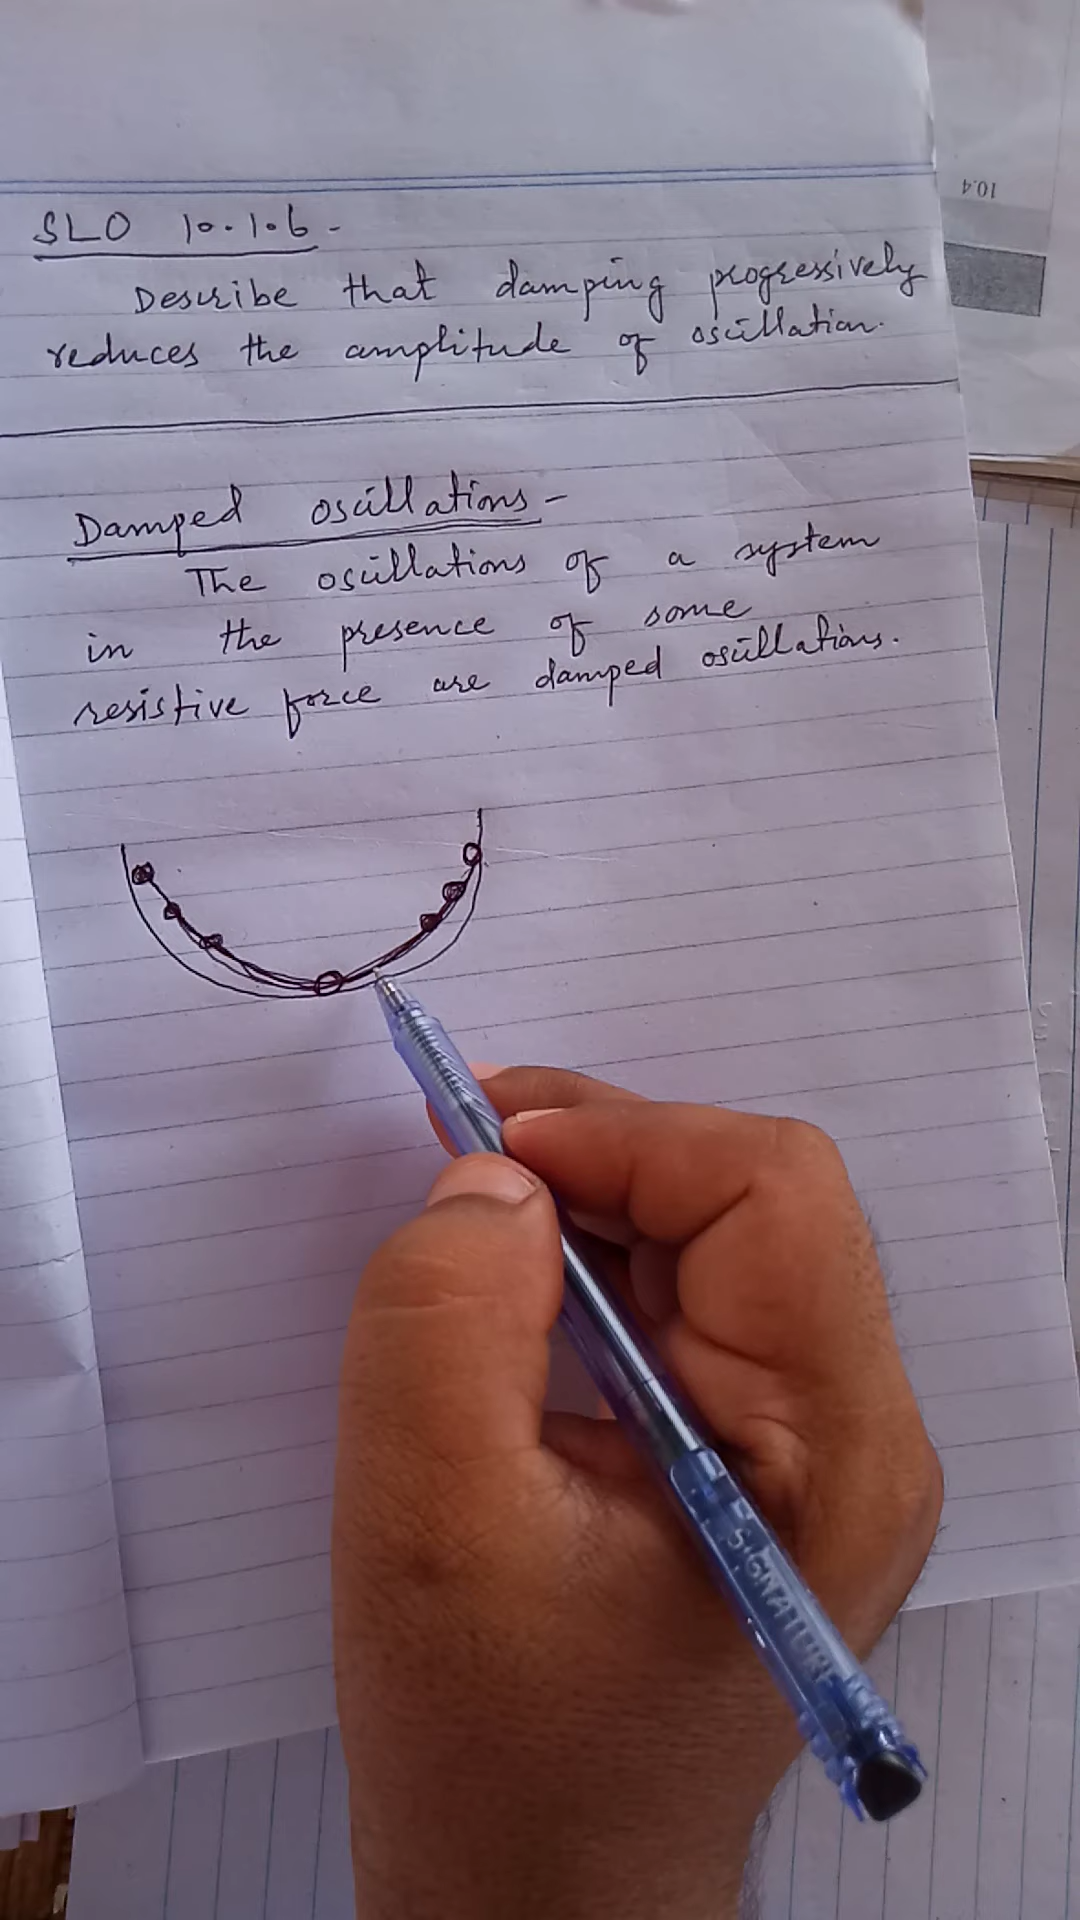 10.4
SLO 10.1.6 -
Describe that damping progressively
reduces the amplitude of oscillation.
Damped oscillations -
The oscillations of a system
in the presence of some
resistive force are damped oscillations.
SIGNATURE